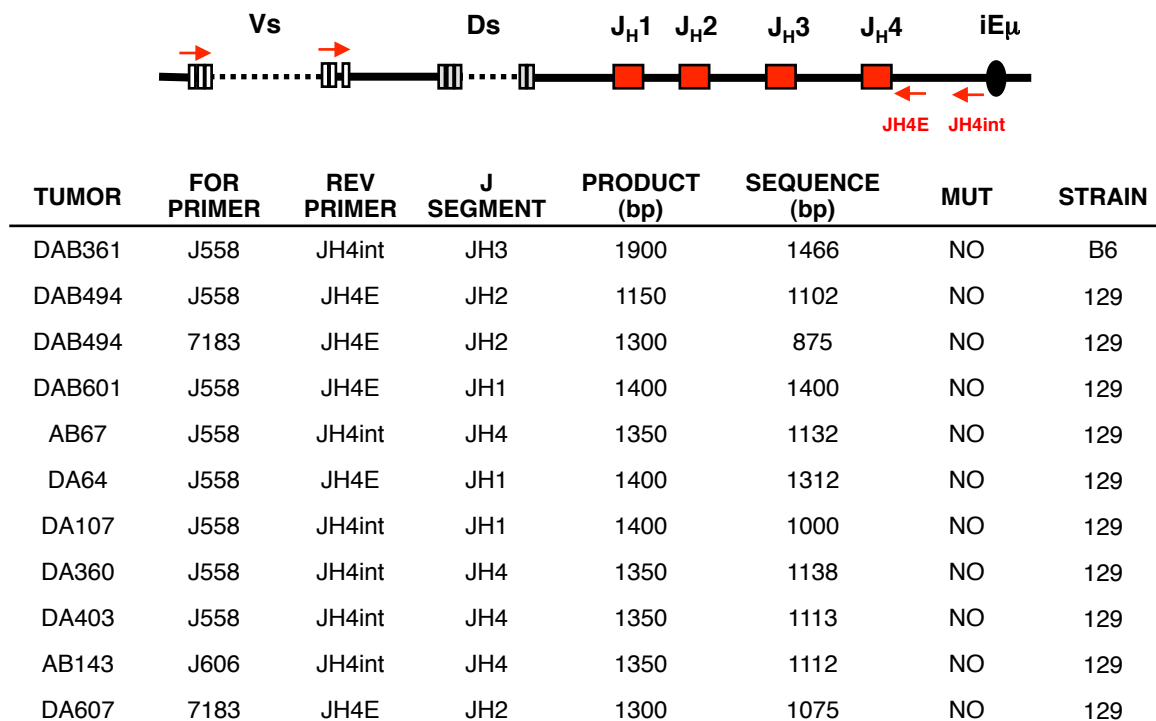 Vs Ds JH1 JH2 JH3 JH4 iEμ
JH4E JH4int
TUMOR FOR PRIMER REV PRIMER J SEGMENT PRODUCT (bp) SEQUENCE (bp) MUT STRAIN
DAB361 J558 JH4int JH3 1900 1466 NO B6
DAB494 J558 JH4E JH2 1150 1102 NO 129
DAB494 7183 JH4E JH2 1300 875 NO 129
DAB601 J558 JH4E JH1 1400 1400 NO 129
AB67 J558 JH4int JH4 1350 1132 NO 129
DA64 J558 JH4E JH1 1400 1312 NO 129
DA107 J558 JH4int JH1 1400 1000 NO 129
DA360 J558 JH4int JH4 1350 1138 NO 129
DA403 J558 JH4int JH4 1350 1113 NO 129
AB143 J606 JH4int JH4 1350 1112 NO 129
DA607 7183 JH4E JH2 1300 1075 NO 129